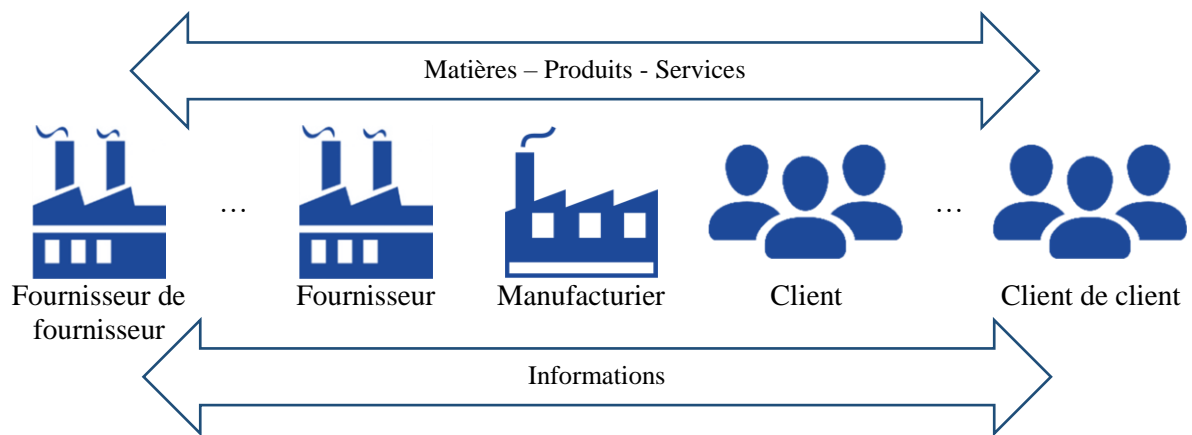 Matières – Produits - Services
…
…
Fournisseur de
fournisseur
Fournisseur
Manufacturier
Client
Client de client
Informations